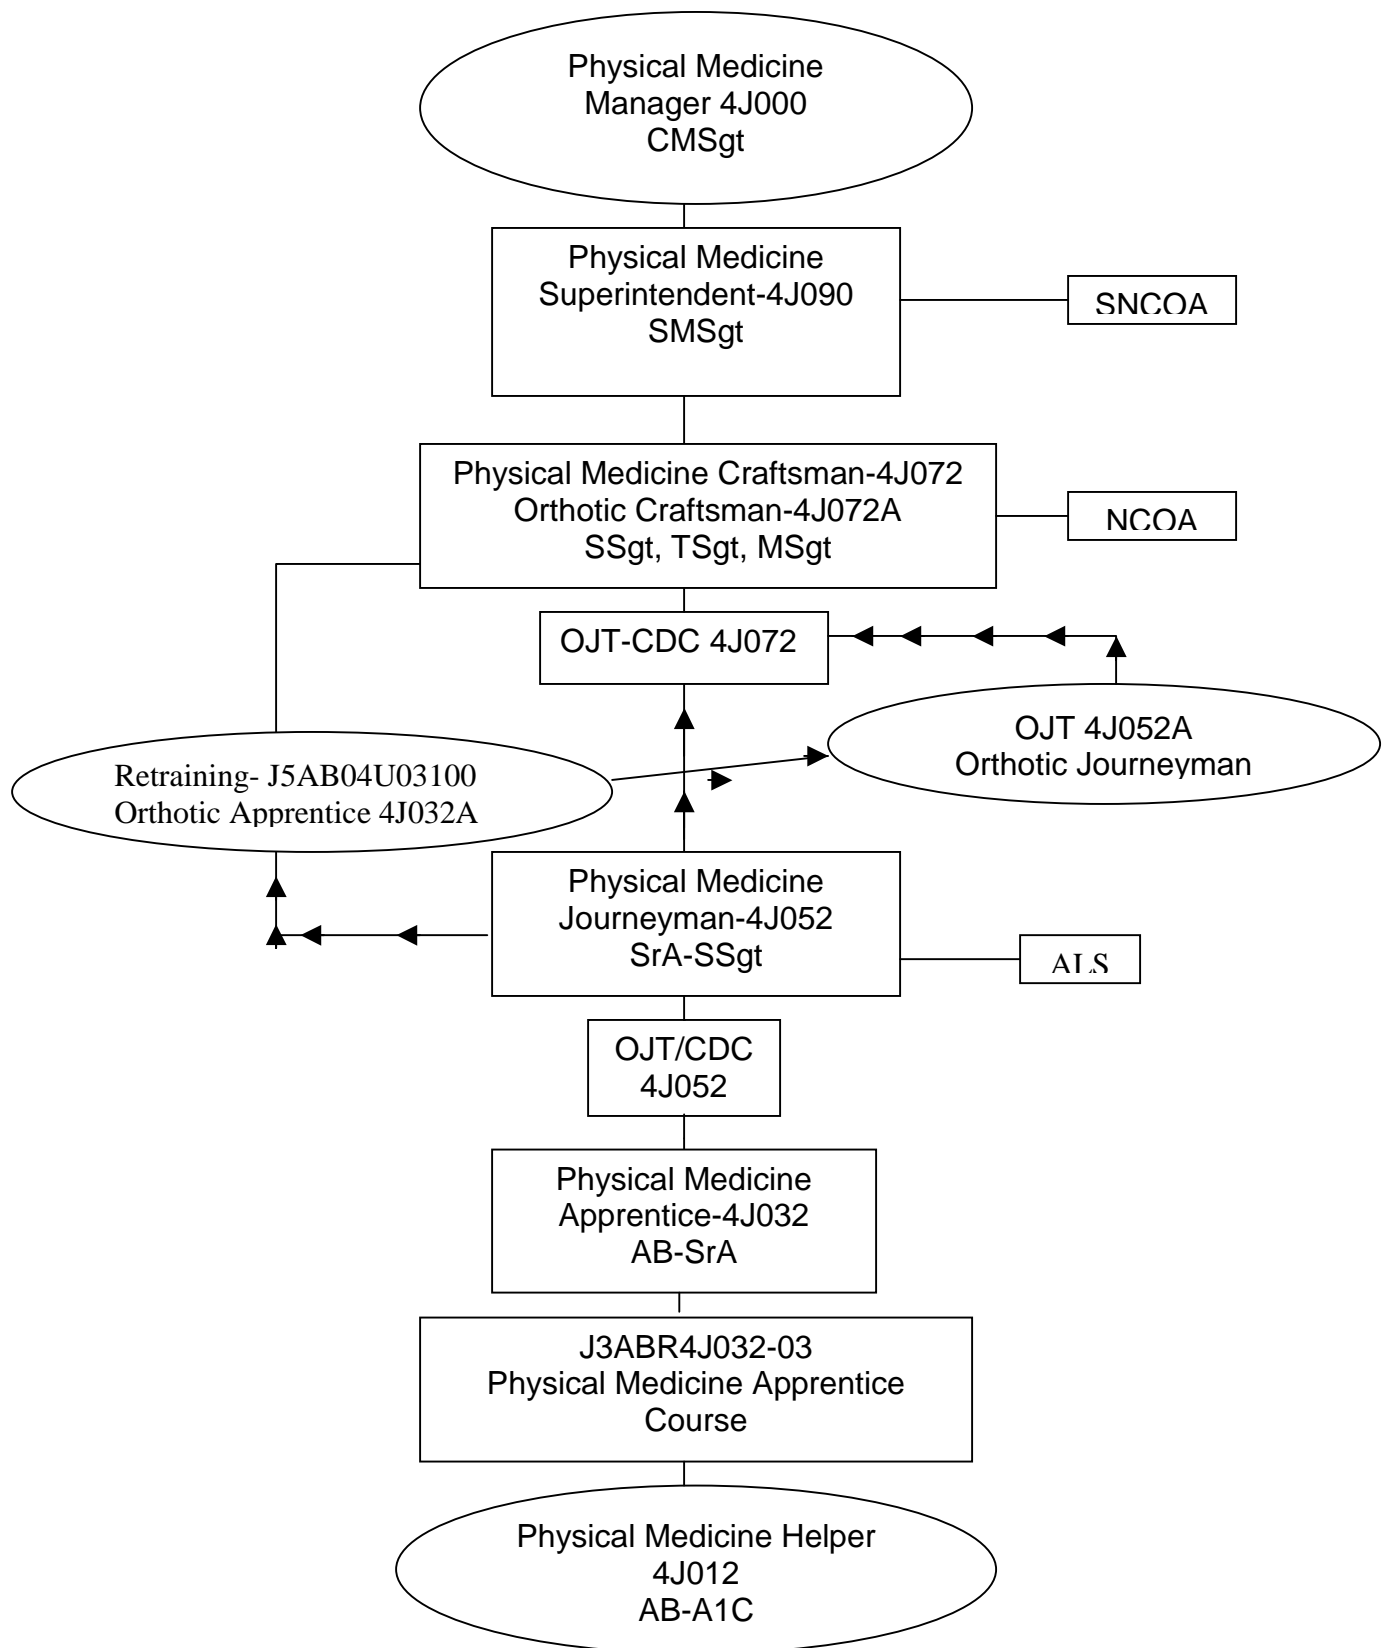 Physical Medicine
Manager 4J000
CMSgt
Physical Medicine
Superintendent-4J090
SMSgt
SNCOA
Physical Medicine Craftsman-4J072
Orthotic Craftsman-4J072A
SSgt, TSgt, MSgt
NCOA
OJT-CDC 4J072
OJT 4J052A
Orthotic Journeyman
Retraining- J5AB04U03100
Orthotic Apprentice 4J032A
Physical Medicine
Journeyman-4J052
SrA-SSgt
ALS
OJT/CDC
4J052
Physical Medicine
Apprentice-4J032
AB-SrA
J3ABR4J032-03
Physical Medicine Apprentice
Course
Physical Medicine Helper
4J012
AB-A1C